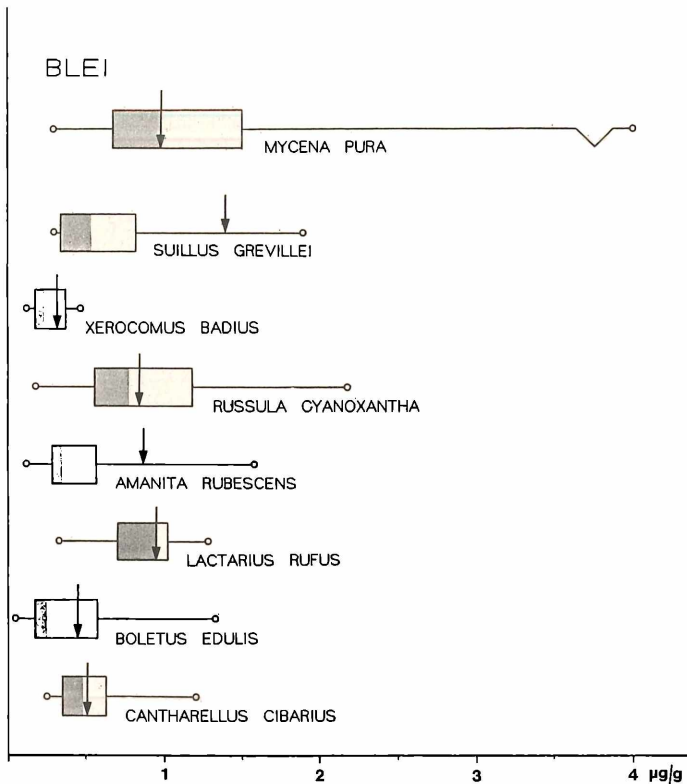 BLEI
MYCENA PURA
SUILLUS GREVILLEI
XEROCOMUS BADIUS
RUSSULA CYANOXANTHA
AMANITA RUBESCENS
LACTARIUS RUFUS
BOLETUS EDULIS
CANTHARELLUS CIBARIUS
1 2 3 4 µg/g